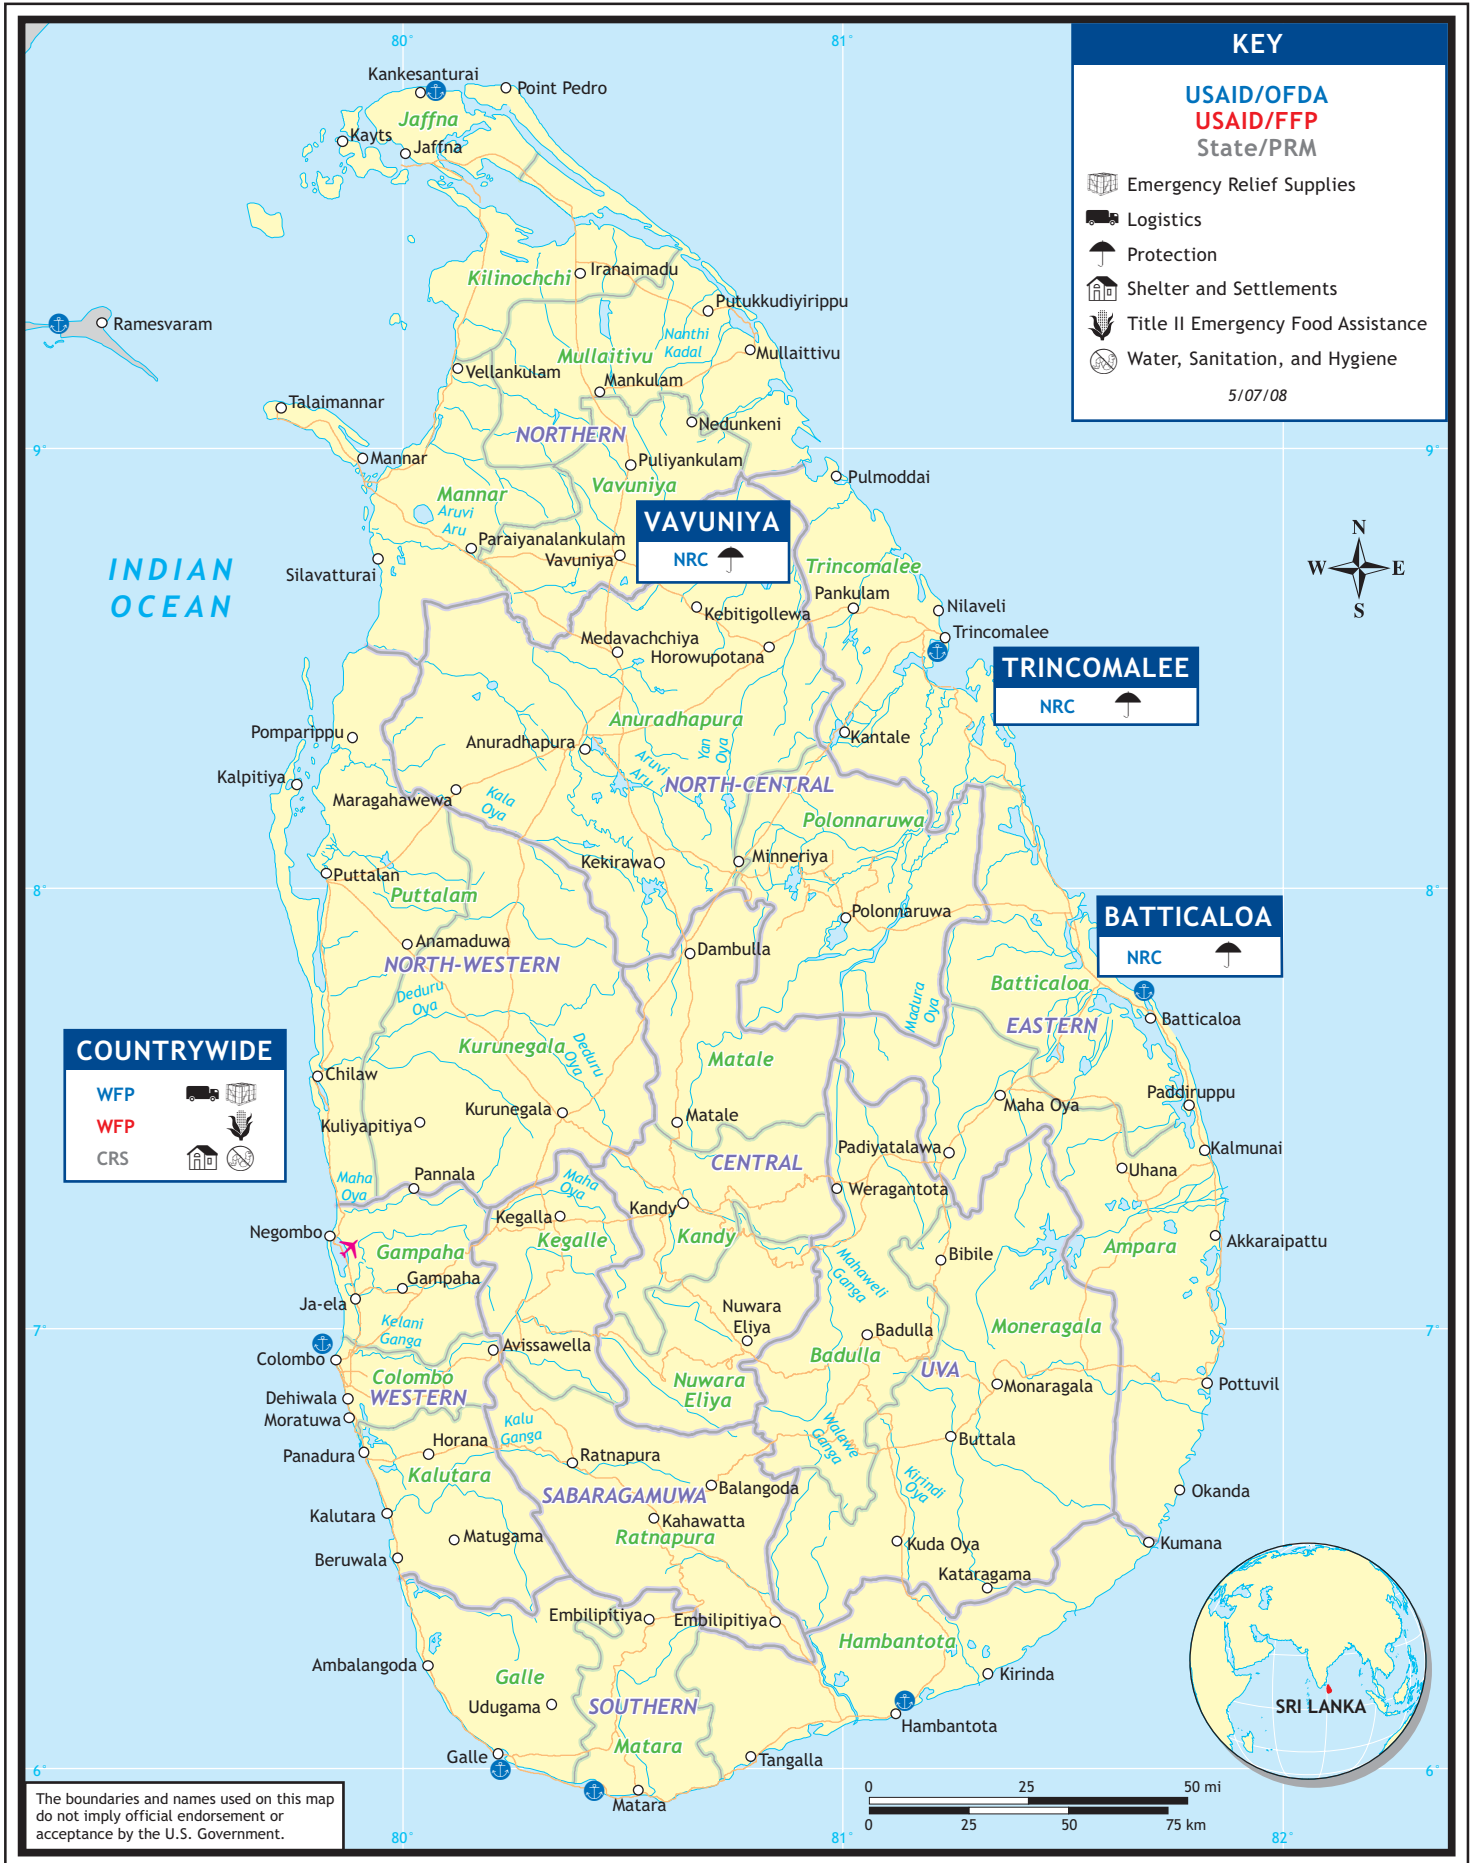 80°
81°
KEY
USAID/OFDA
USAID/FFP
State/PRM
Emergency Relief Supplies
Logistics
Protection
Shelter and Settlements
Title II Emergency Food Assistance
Water, Sanitation, and Hygiene
5/07/08
Kankesanturai
Point Pedro
Jaffna
Kayts
Jaffna
Kilinochchi
Iranaimadu
Putukkudiyirippu
Ramesvaram
Nanthi
Kadal
Mullaitivu
Mullaittivu
Vellankulam
Mankulam
Talaimannar
Nedunkeni
NORTHERN
9°
9°
Mannar
Puliyankulam
Pulmoddai
Vavuniya
Mannar
Aruvi
Aru
VAVUNIYA
NRC
Paraiyanalankulam
Vavuniya
INDIAN
OCEAN
Silavatturai
Trincomalee
Pankulam
N
W
E
S
Kebitigollewa
Nilaveli
Trincomalee
Medavachchiya
Horowupotana
TRINCOMALEE
NRC
Anuradhapura
Pomparippu
Anuradhapura
Kantale
Yan
Oya
Aruvi
Aru
Kalpitiya
NORTH-CENTRAL
Maragahawewa
Kala
Oya
Polonnaruwa
Kekirawa
Minneriya
Puttalan
8°
8°
Puttalam
Polonnaruwa
BATTICALOA
NRC
Anamaduwa
NORTH-WESTERN
Dambulla
Batticaloa
Deduru
Oya
Madura
Oya
EASTERN
Batticaloa
COUNTRYWIDE
WFP
WFP
CRS
Kurunegala
Deduru
Oya
Matale
Chilaw
Kurunegala
Kuliyapitiya
Matale
Maha Oya
Paddiruppu
Padiyatalawa
Kalmunai
CENTRAL
Uhana
Maha
Oya
Pannala
Maha
Oya
Weragantota
Kandy
Kegalla
Negombo
Kegalle
Kandy
Gampaha
Ampara
Akkaraipattu
Bibile
Mahaweli
Ganga
Gampaha
Ja-ela
Nuwara
Eliya
Kelani
Ganga
Badulla
Moneragala
7°
7°
Avissawella
Colombo
Badulla
UVA
Colombo
WESTERN
Nuwara
Eliya
Dehiwala
Moratuwa
Monaragala
Pottuvil
Kalu
Ganga
Walawe
Ganga
Horana
Panadura
Ratnapura
Buttala
Kalutara
Kirindi
Oya
SABARAGAMUWA
Balangoda
Okanda
Kalutara
Kahawatta
Ratnapura
Matugama
Kuda Oya
Kumana
Beruwala
Kataragama
Embilipitiya
Embilipitiya
Hambantota
Ambalangoda
Galle
Kirinda
Udugama
SOUTHERN
SRI LANKA
Hambantota
Matara
Galle
Tangalla
6°
6°
Matara
The boundaries and names used on this map
do not imply official endorsement or
acceptance by the U.S. Government.
0 25 50 mi
0 25 50 75 km
80°
81°
82°